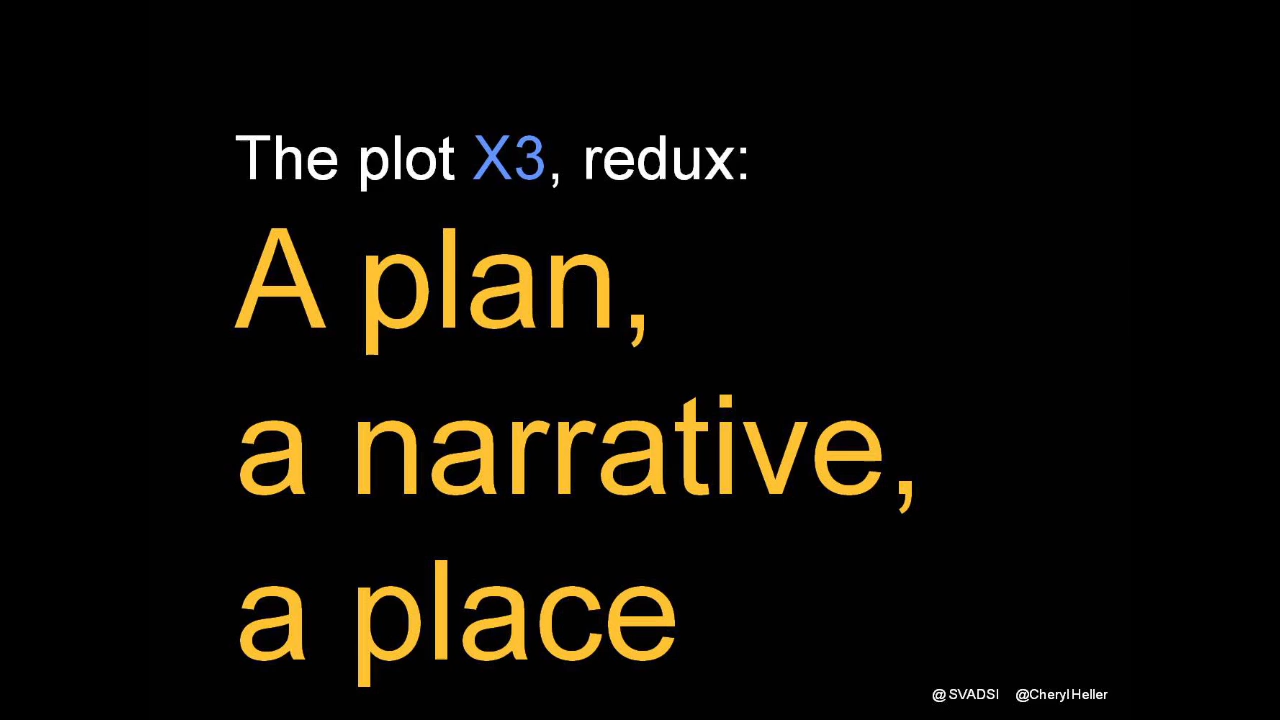 The plot X3, redux:
A plan,
a narrative,
a place
@SVADSI @CherylHeller